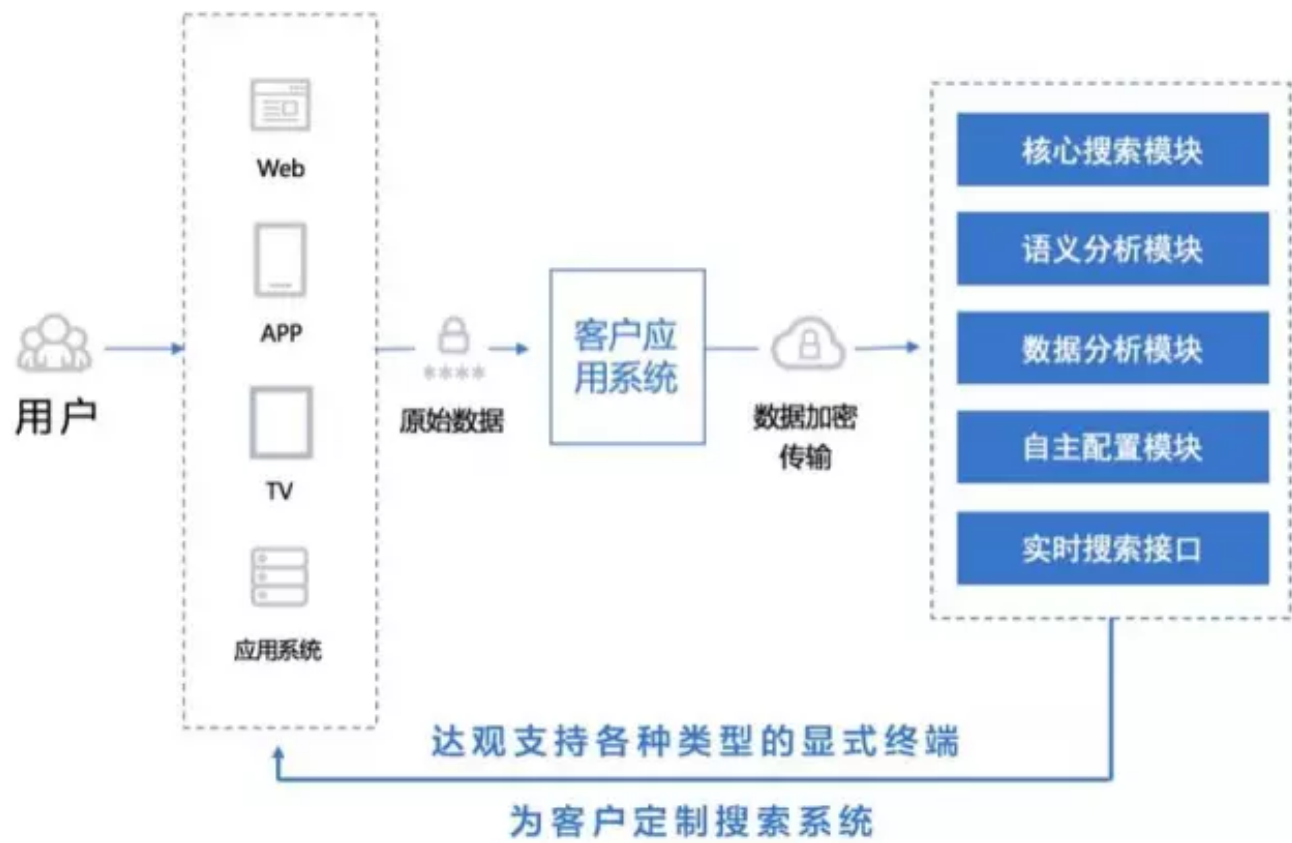 用户
Web
APP
TV
应用系统
****
原始数据
客户应
用系统
数据加密
传输
核心搜索模块
语义分析模块
数据分析模块
自主配置模块
实时搜索接口
达观支持各种类型的显式终端
为客户定制搜索系统